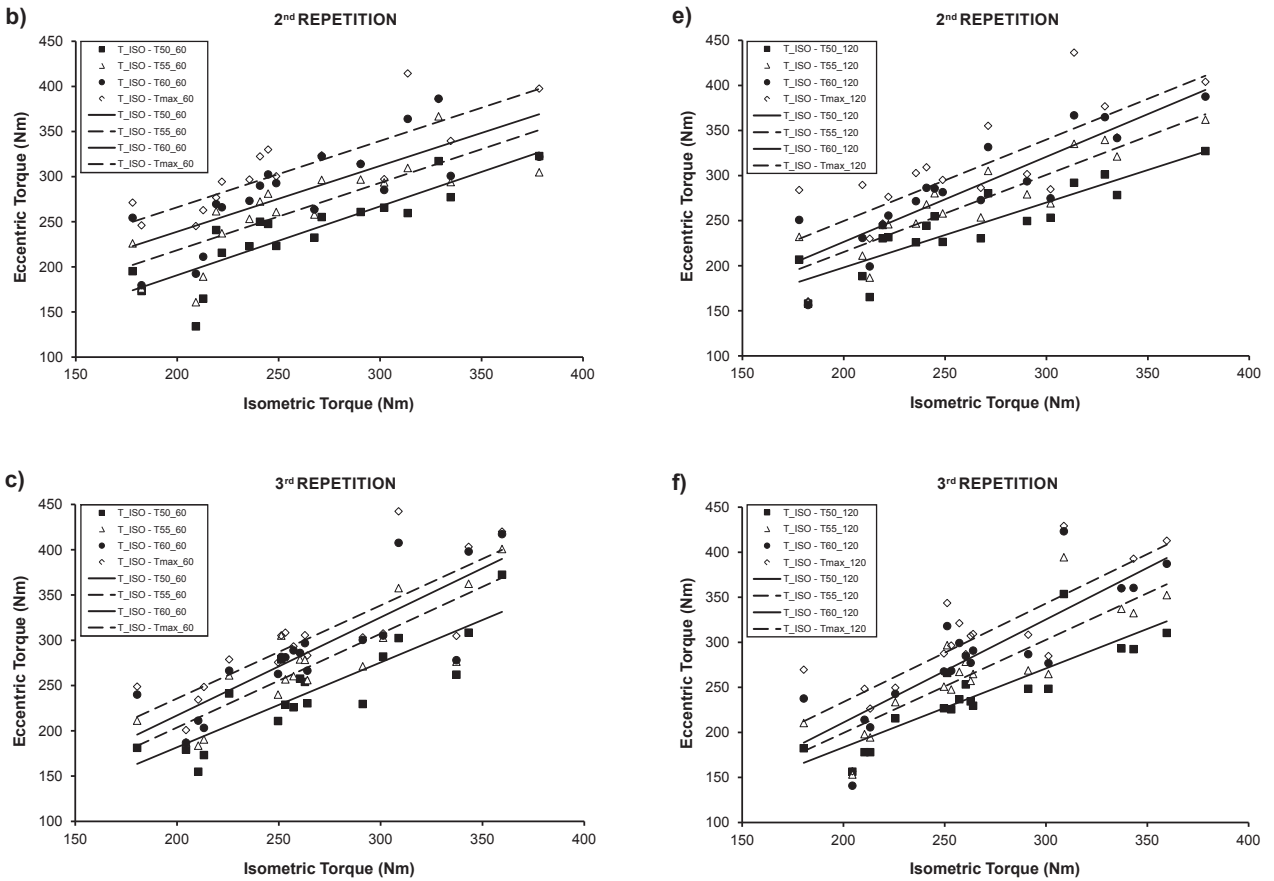 b)
2nd REPETITION
450
400
350
300
250
200
150
100
150
200
250
300
350
400
Eccentric Torque (Nm)
Isometric Torque (Nm)
T_ISO - T50_60
T_ISO - T55_60
T_ISO - T60_60
T_ISO - Tmax_60
T_ISO - T50_60
T_ISO - T55_60
T_ISO - T60_60
T_ISO - Tmax_60
e)
2nd REPETITION
450
400
350
300
250
200
150
100
150
200
250
300
350
400
Eccentric Torque (Nm)
Isometric Torque (Nm)
T_ISO - T50_120
T_ISO - T55_120
T_ISO - T60_120
T_ISO - Tmax_120
T_ISO - T50_120
T_ISO - T55_120
T_ISO - T60_120
T_ISO - Tmax_120
c)
3rd REPETITION
450
400
350
300
250
200
150
100
150
200
250
300
350
400
Eccentric Torque (Nm)
Isometric Torque (Nm)
T_ISO - T50_60
T_ISO - T55_60
T_ISO - T60_60
T_ISO - Tmax_60
T_ISO - T50_60
T_ISO - T55_60
T_ISO - T60_60
T_ISO - Tmax_60
f)
3rd REPETITION
450
400
350
300
250
200
150
100
150
200
250
300
350
400
Eccentric Torque (Nm)
Isometric Torque (Nm)
T_ISO - T50_120
T_ISO - T55_120
T_ISO - T60_120
T_ISO - Tmax_120
T_ISO - T50_120
T_ISO - T55_120
T_ISO - T60_120
T_ISO - Tmax_120